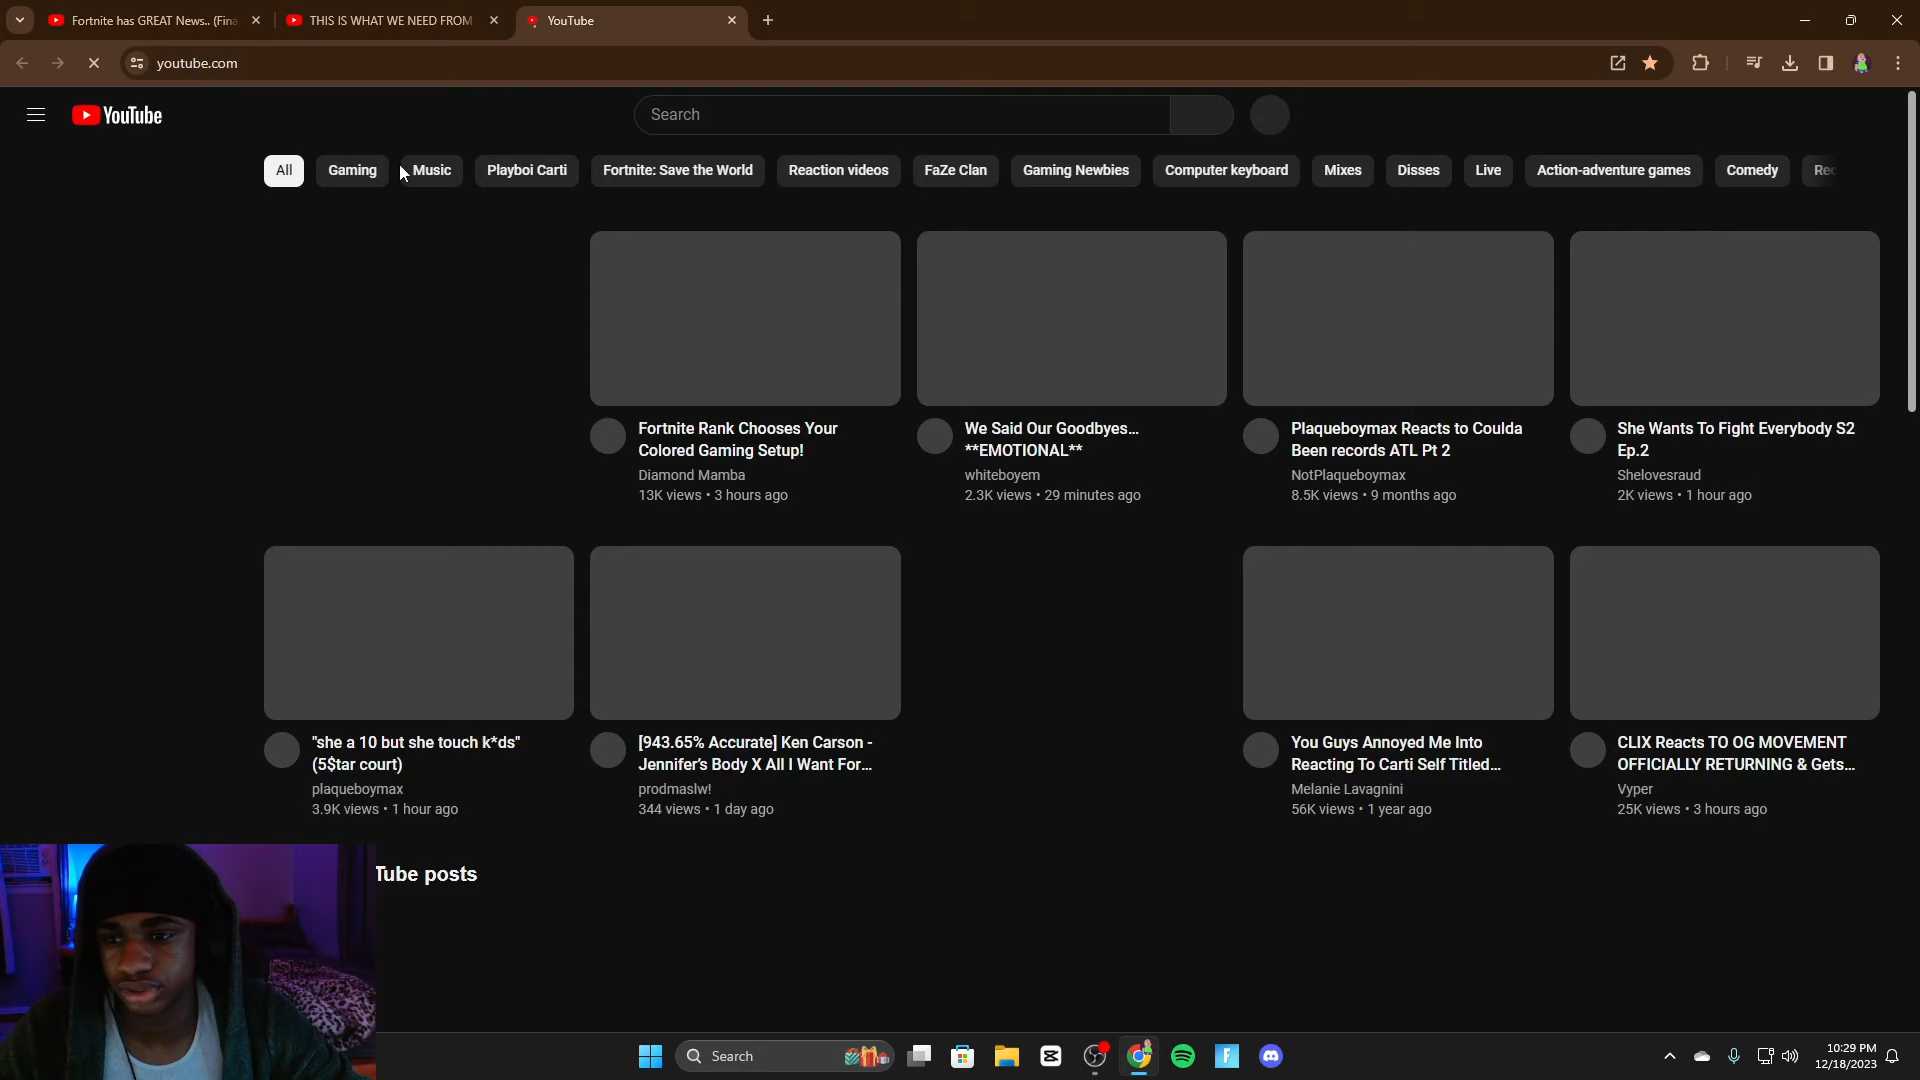 Fortnite has GREAT News.. (Fina
THIS IS WHAT WE NEED FROM
YouTube
youtube.com
YouTube
Search
All
Gaming
Music
Playboi Carti
Fortnite: Save the World
Reaction videos
FaZe Clan
Gaming Newbies
Computer keyboard
Mixes
Disses
Live
Action-adventure games
Comedy
Rec
Fortnite Rank Chooses Your
Colored Gaming Setup!
Diamond Mamba
13K views • 3 hours ago
We Said Our Goodbyes...
**EMOTIONAL**
whiteboyem
2.3K views • 29 minutes ago
Plaqueboymax Reacts to Coulda
Been records ATL Pt 2
NotPlaqueboymax
8.5K views • 9 months ago
She Wants To Fight Everybody S2
Ep.2
Shelovesraud
2K views • 1 hour ago
"she a 10 but she touch k*ds"
(5$tar court)
plaqueboymax
3.9K views • 1 hour ago
[943.65% Accurate] Ken Carson -
Jennifer's Body X All I Want For...
prodmaslw!
344 views • 1 day ago
You Guys Annoyed Me Into
Reacting To Carti Self Titled...
Melanie Lavagnini
56K views • 1 year ago
CLIX Reacts TO OG MOVEMENT
OFFICIALLY RETURNING & Gets...
Vyper
25K views • 3 hours ago
Tube posts
Search
10:29 PM
12/18/2023